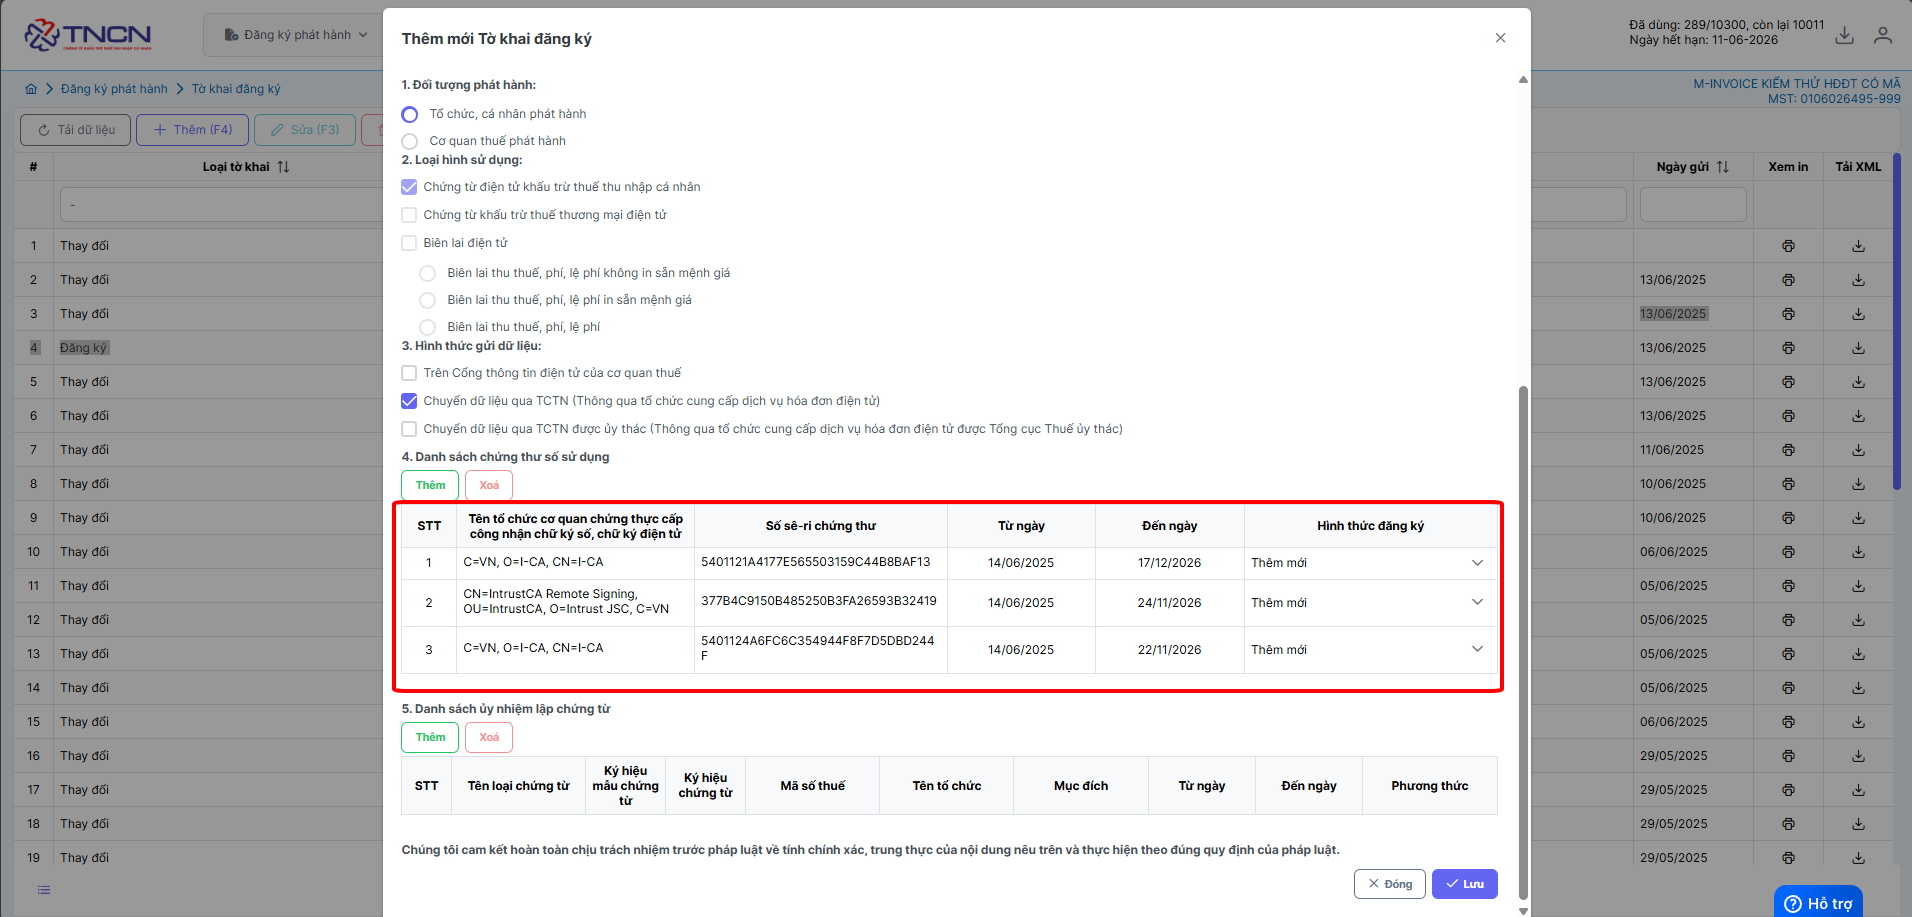 TNCN
CHỨNG TỪ KHẤU TRỪ THUẾ THU NHẬP CÁ NHÂN
Đăng ký phát hành
Đã dùng: 289/10300, còn lại 10011
Ngày hết hạn: 11-06-2026
Đăng ký phát hành
Tờ khai đăng ký
M-INVOICE KIỂM THỬ HĐĐT CÓ MÃ
MST: 0106026495-999
Tải dữ liệu
Thêm (F4)
Sửa (F3)
#
Loại tờ khai
Ngày gửi
Xem in
Tải XML
-
1 Thay đổi
2 Thay đổi 13/06/2025
3 Thay đổi 13/06/2025
4 Đăng ký 13/06/2025
5 Thay đổi 13/06/2025
6 Thay đổi 13/06/2025
7 Thay đổi 11/06/2025
8 Thay đổi 10/06/2025
9 Thay đổi 10/06/2025
10 Thay đổi 06/06/2025
11 Thay đổi 05/06/2025
12 Thay đổi 05/06/2025
13 Thay đổi 05/06/2025
14 Thay đổi 05/06/2025
15 Thay đổi 06/06/2025
16 Thay đổi 29/05/2025
17 Thay đổi 29/05/2025
18 Thay đổi 29/05/2025
19 Thay đổi 29/05/2025
Thêm mới Tờ khai đăng ký
1. Đối tượng phát hành:
Tổ chức, cá nhân phát hành
Cơ quan thuế phát hành
2. Loại hình sử dụng:
Chứng từ điện tử khấu trừ thuế thu nhập cá nhân
Chứng từ khấu trừ thuế thương mại điện tử
Biên lai điện tử
Biên lai thu thuế, phí, lệ phí không in sẵn mệnh giá
Biên lai thu thuế, phí, lệ phí in sẵn mệnh giá
Biên lai thu thuế, phí, lệ phí
3. Hình thức gửi dữ liệu:
Trên Cổng thông tin điện tử của cơ quan thuế
Chuyển dữ liệu qua TCTN (Thông qua tổ chức cung cấp dịch vụ hóa đơn điện tử)
Chuyển dữ liệu qua TCTN được ủy thác (Thông qua tổ chức cung cấp dịch vụ hóa đơn điện tử được Tổng cục Thuế ủy thác)
4. Danh sách chứng thư số sử dụng
Thêm
Xoá
STT
Tên tổ chức cơ quan chứng thực cấp
công nhận chữ ký số, chữ ký điện tử
Số sê-ri chứng thư
Từ ngày
Đến ngày
Hình thức đăng ký
1 C=VN, O=I-CA, CN=I-CA 5401121A4177E565503159C44B8BAF13 14/06/2025 17/12/2026 Thêm mới
2 CN=IntrustCA Remote Signing,
OU=IntrustCA, O=Intrust JSC, C=VN
377B4C9150B485250B3FA26593B32419 14/06/2025 24/11/2026 Thêm mới
3 C=VN, O=I-CA, CN=I-CA 5401124A6FC6C354944F8F7D5DBD244
F
14/06/2025 22/11/2026 Thêm mới
5. Danh sách ủy nhiệm lập chứng từ
Thêm
Xoá
STT
Tên loại chứng từ
Ký hiệu
mẫu chứng
từ
Ký hiệu
chứng từ
Mã số thuế
Tên tổ chức
Mục đích
Từ ngày
Đến ngày
Phương thức
Chúng tôi cam kết hoàn toàn chịu trách nhiệm trước pháp luật về tính chính xác, trung thực của nội dung nêu trên và thực hiện theo đúng quy định của pháp luật.
Đóng
Lưu
Hỗ trợ